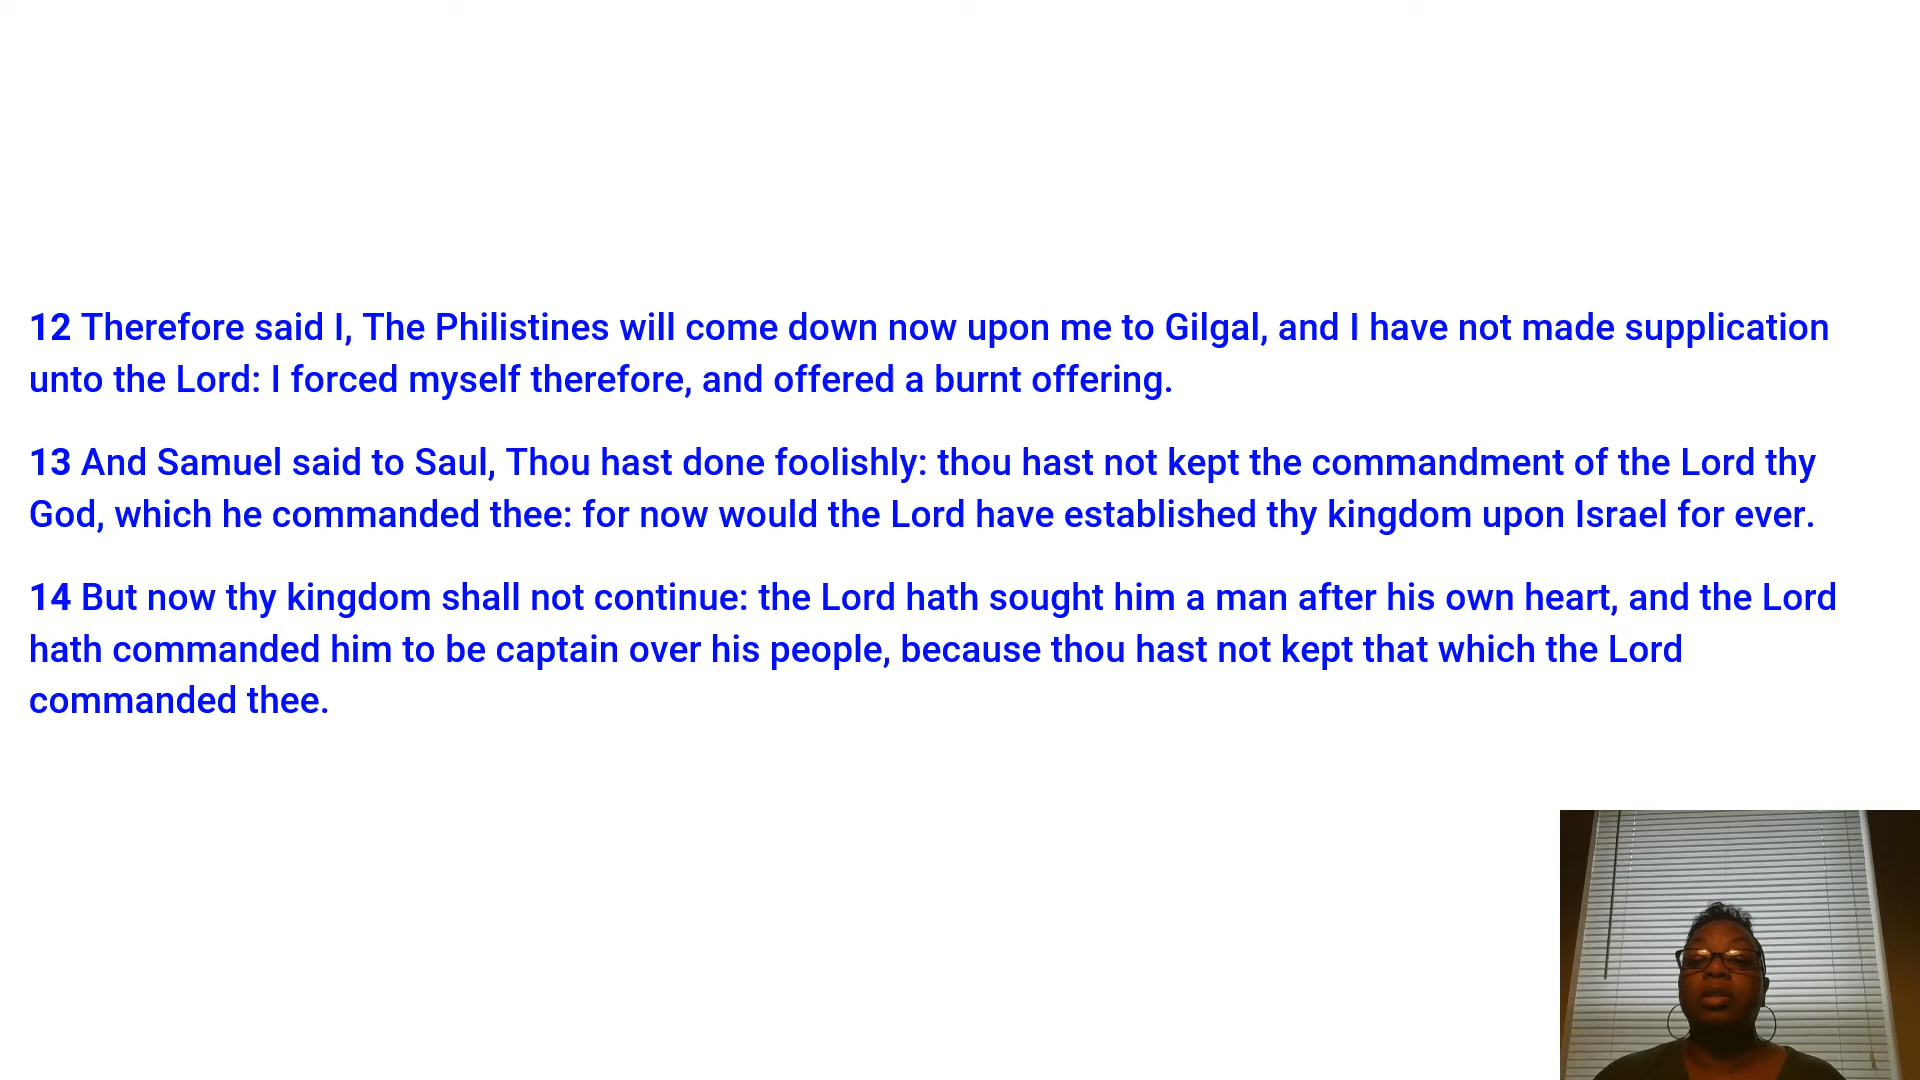 12 Therefore said I, The Philistines will come down now upon me to Gilgal, and I have not made supplication
unto the Lord: I forced myself therefore, and offered a burnt offering.
13 And Samuel said to Saul, Thou hast done foolishly: thou hast not kept the commandment of the Lord thy
God, which he commanded thee: for now would the Lord have established thy kingdom upon Israel for ever.
14 But now thy kingdom shall not continue: the Lord hath sought him a man after his own heart, and the Lord
hath commanded him to be captain over his people, because thou hast not kept that which the Lord
commanded thee.